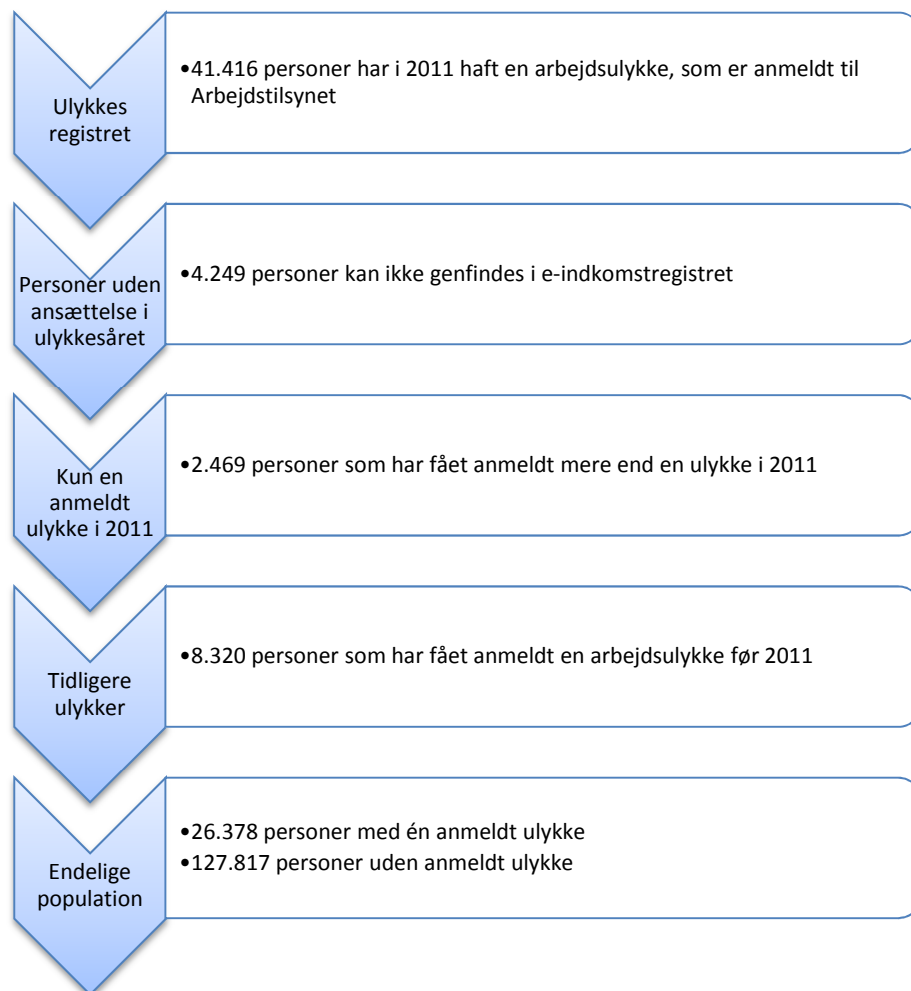 Ulykkes
registret
•41.416 personer har i 2011 haft en arbejdsulykke, som er anmeldt til
Arbejdstilsynet
Personer uden
ansættelse i
ulykkesåret
•4.249 personer kan ikke genfindes i e-indkomstregistret
Kun en
anmeldt
ulykke i 2011
•2.469 personer som har fået anmeldt mere end en ulykke i 2011
Tidligere
ulykker
•8.320 personer som har fået anmeldt en arbejdsulykke før 2011
Endelige
population
•26.378 personer med én anmeldt ulykke
•127.817 personer uden anmeldt ulykke